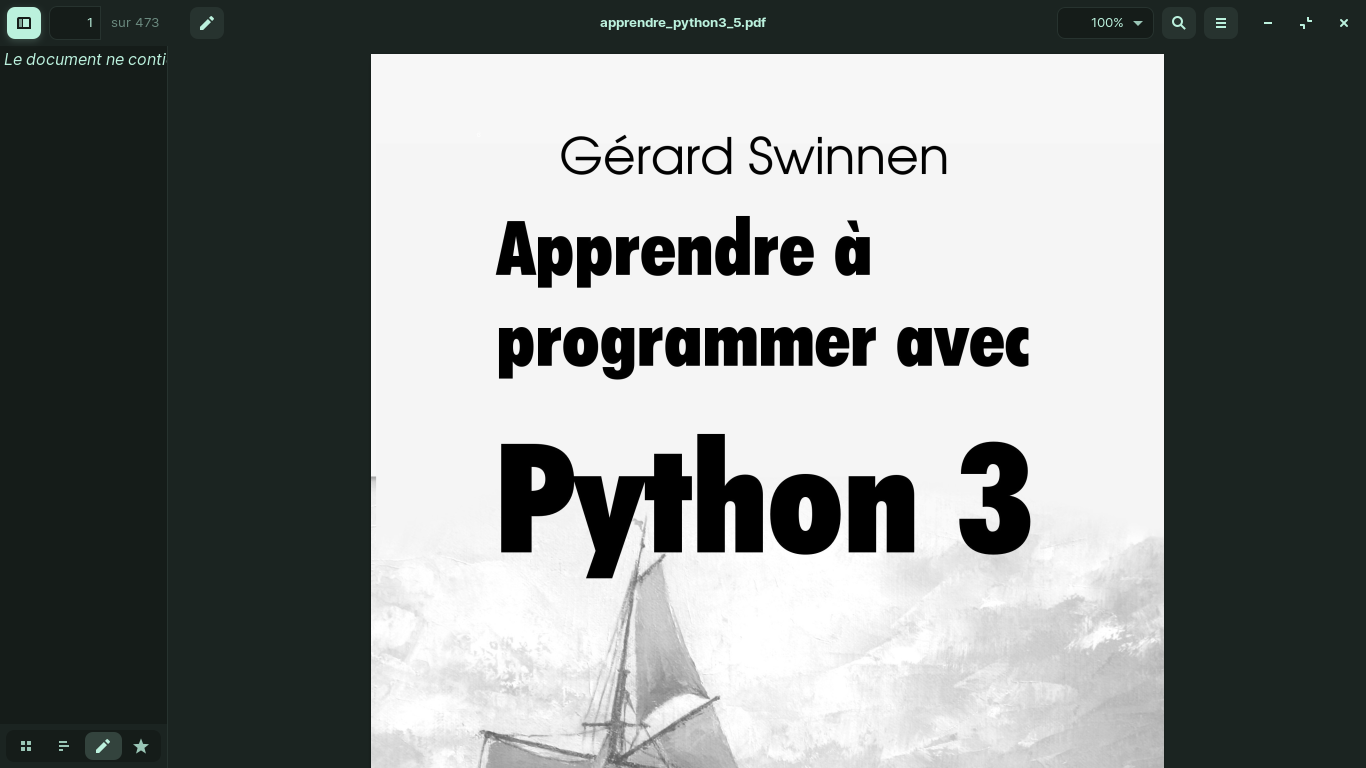 1 sur 473
apprendre_python3_5.pdf
100%
Le document ne conti
Gérard Swinnen
Apprendre à
programmer avec
Python 3